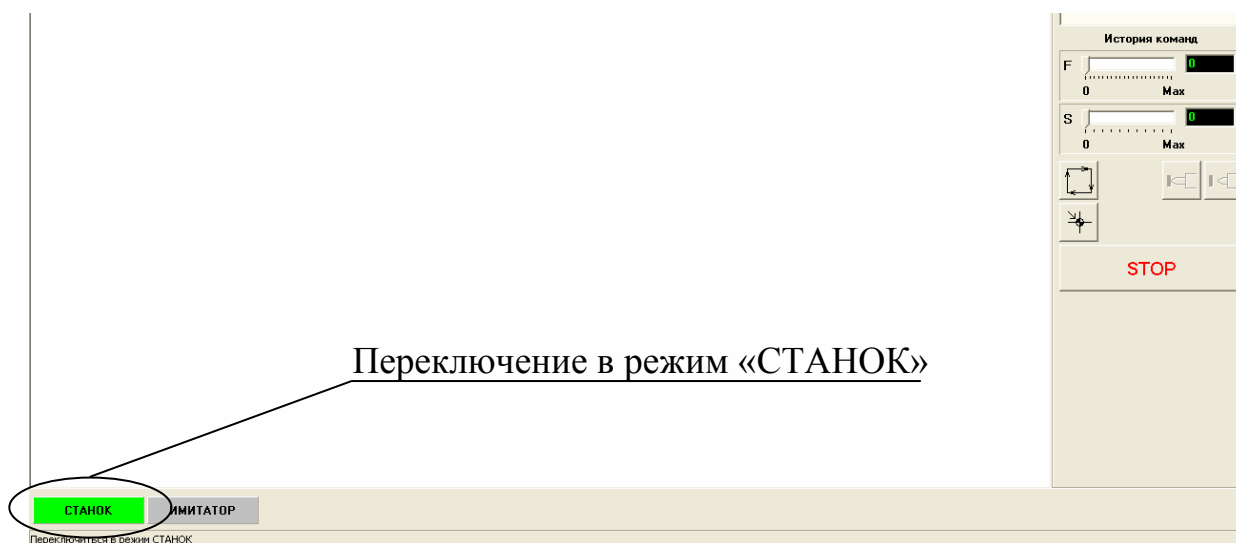 История команд
F
0
0 Max
S
0
0 Max
STOP
Переключение в режим «СТАНОК»
СТАНОК
ИМИТАТОР
Переключиться в режим СТАНОК